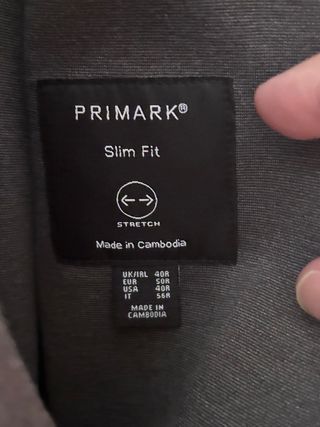 PRIMARK®
Slim Fit
STRETCH
Made in Cambodia
UK/IRL 40R
EUR 50R
USA 40R
IT 56R
MADE IN
CAMBODIA